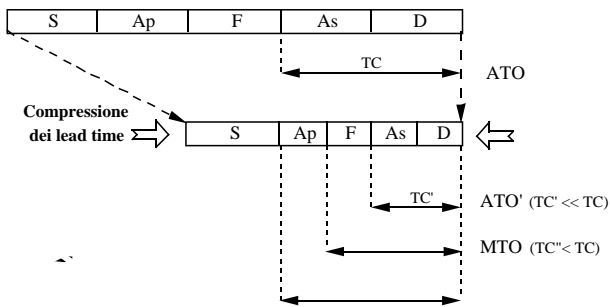 S Ap F As D
TC
ATO
Compressione
dei lead time
S Ap F As D
TC'
ATO' (TC' << TC)
MTO (TC"< TC)